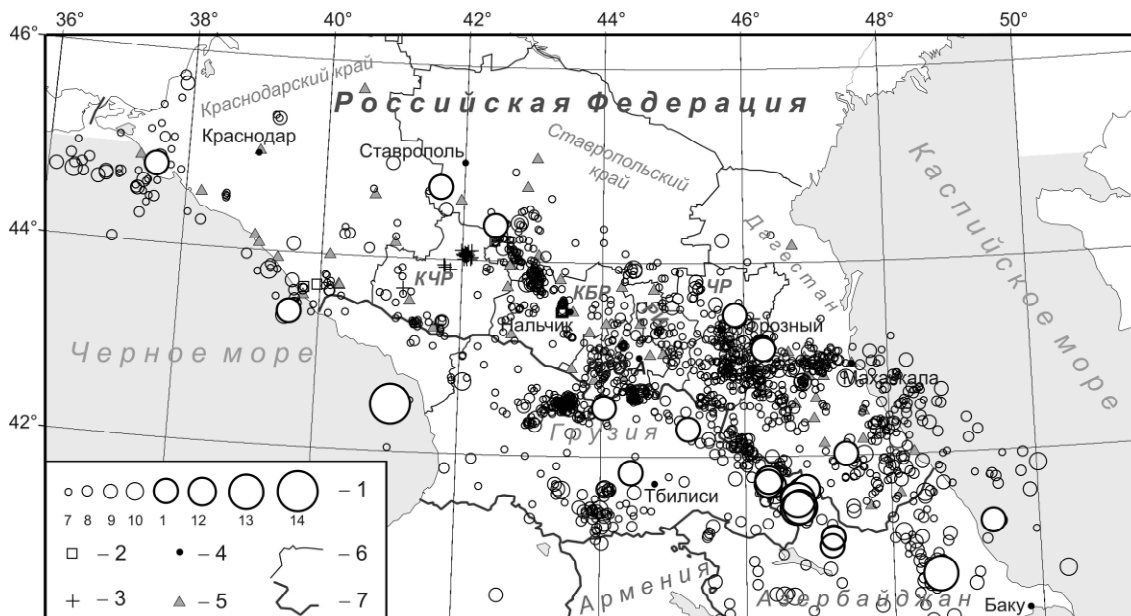 36° 38° 40° 42° 44° 46° 48° 50°
46°
Краснодарский край
Российская Федерация
Краснодар
Ставрополь
Ставропольский
край
Каспийское море
Дагестан
44°
КЧР
КБР
ЧР
Нальчик
Грозный
Черное море
А
Махачкала
42°
Грузия
Тбилиси
– 1
7 8 9 10 1 12 13 14
– 2 – 4 – 6
– 3 – 5 – 7
Армения
Азербайджан
Баку